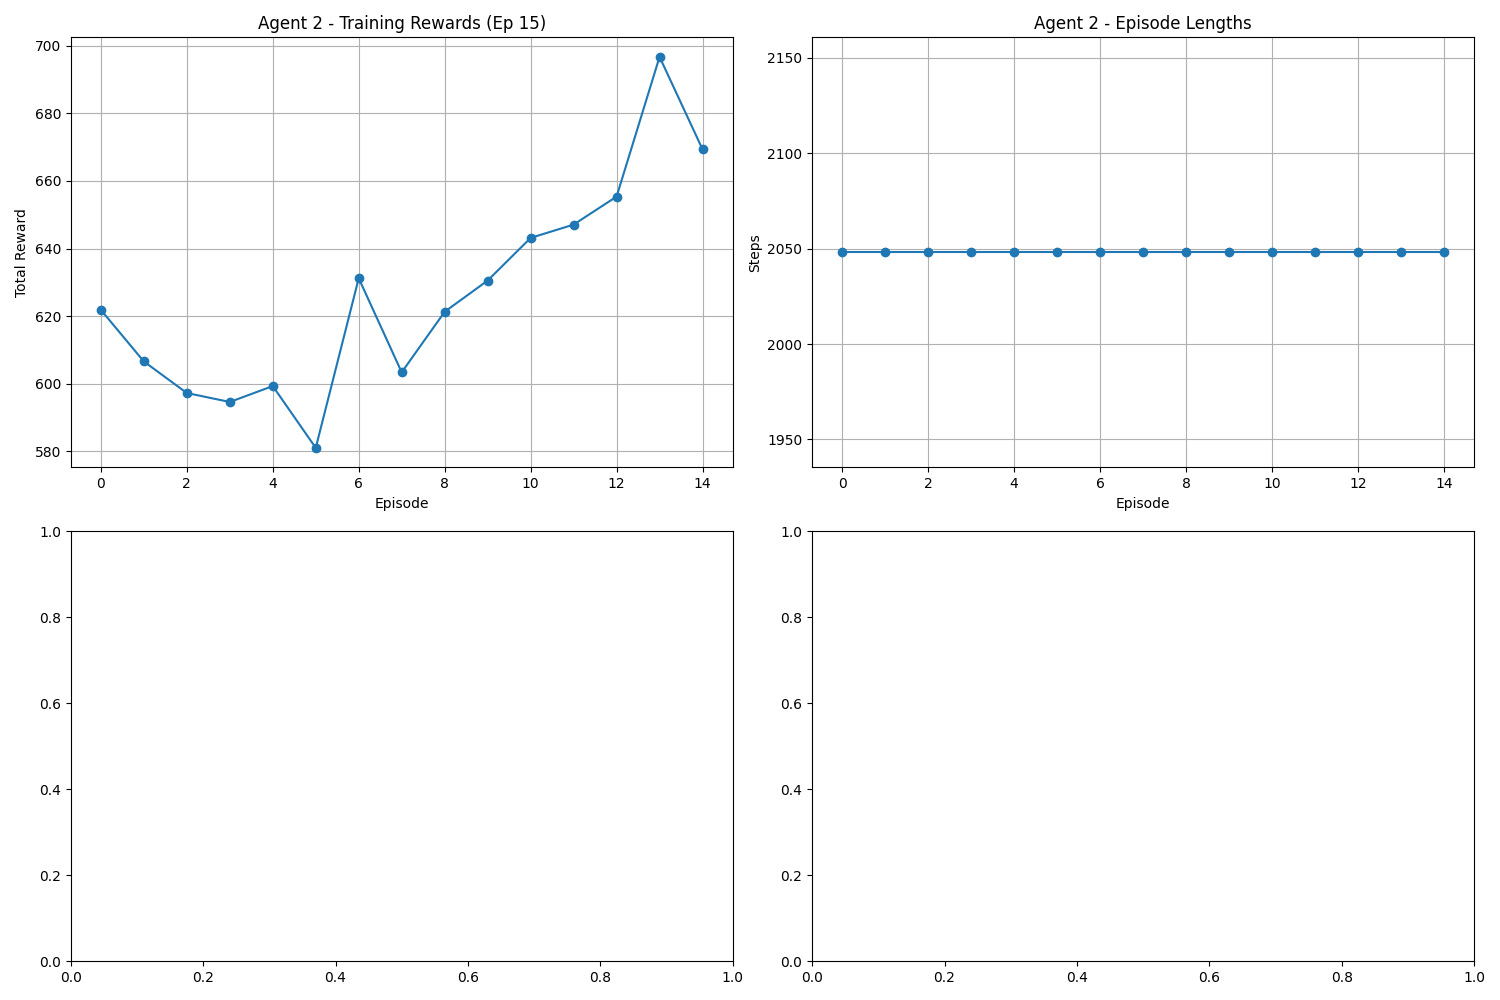 Agent 2 - Training Rewards (Ep 15)
Total Reward
700
680
660
640
620
600
580
0 2 4 6 8 10 12 14
Episode
Agent 2 - Episode Lengths
Steps
2150
2100
2050
2000
1950
0 2 4 6 8 10 12 14
Episode
1.0
0.8
0.6
0.4
0.2
0.0
0.0 0.2 0.4 0.6 0.8 1.0
1.0
0.8
0.6
0.4
0.2
0.0
0.0 0.2 0.4 0.6 0.8 1.0